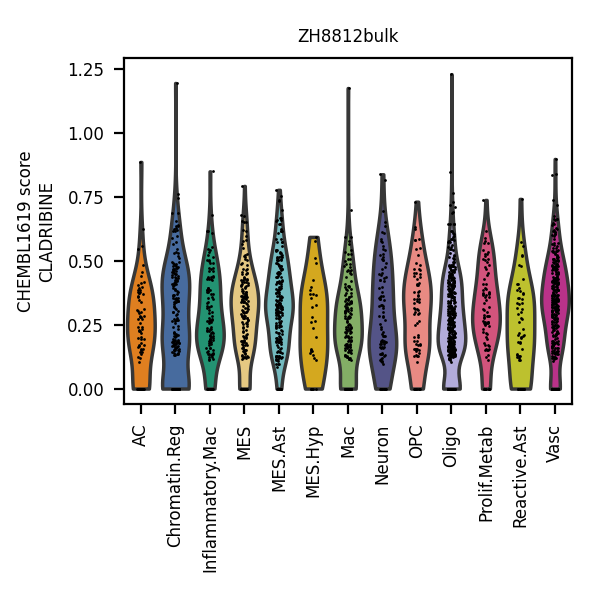 ZH8812bulk
CHEMBL1619 score
CLADRIBINE
1.25
1.00
0.75
0.50
0.25
0.00
AC
Chromatin.Reg
Inflammatory.Mac
MES
MES.Ast
MES.Hyp
Mac
Neuron
OPC
Oligo
Prolif.Metab
Reactive.Ast
Vasc